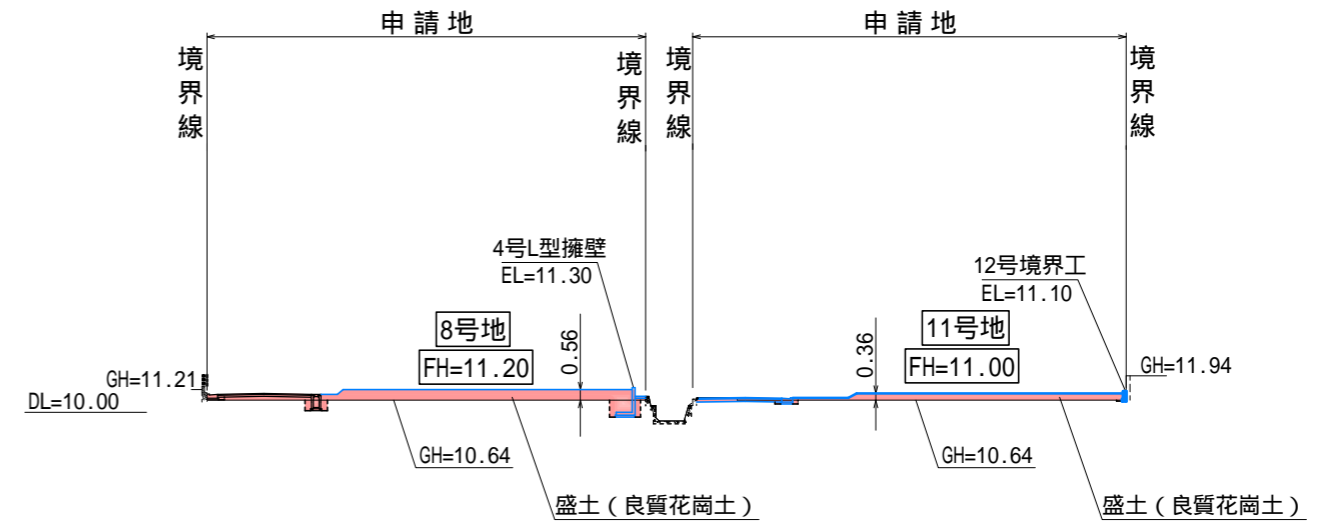 申請地
申請地
境界線
境界線
境界線
境界線
4号L型擁壁
EL=11.30
12号境界工
EL=11.10
8号地
FH=11.20
0.56
11号地
FH=11.00
0.36
GH=11.21
GH=11.94
DL=10.00
GH=10.64
GH=10.64
盛土(良質花崗土)
盛土(良質花崗土)